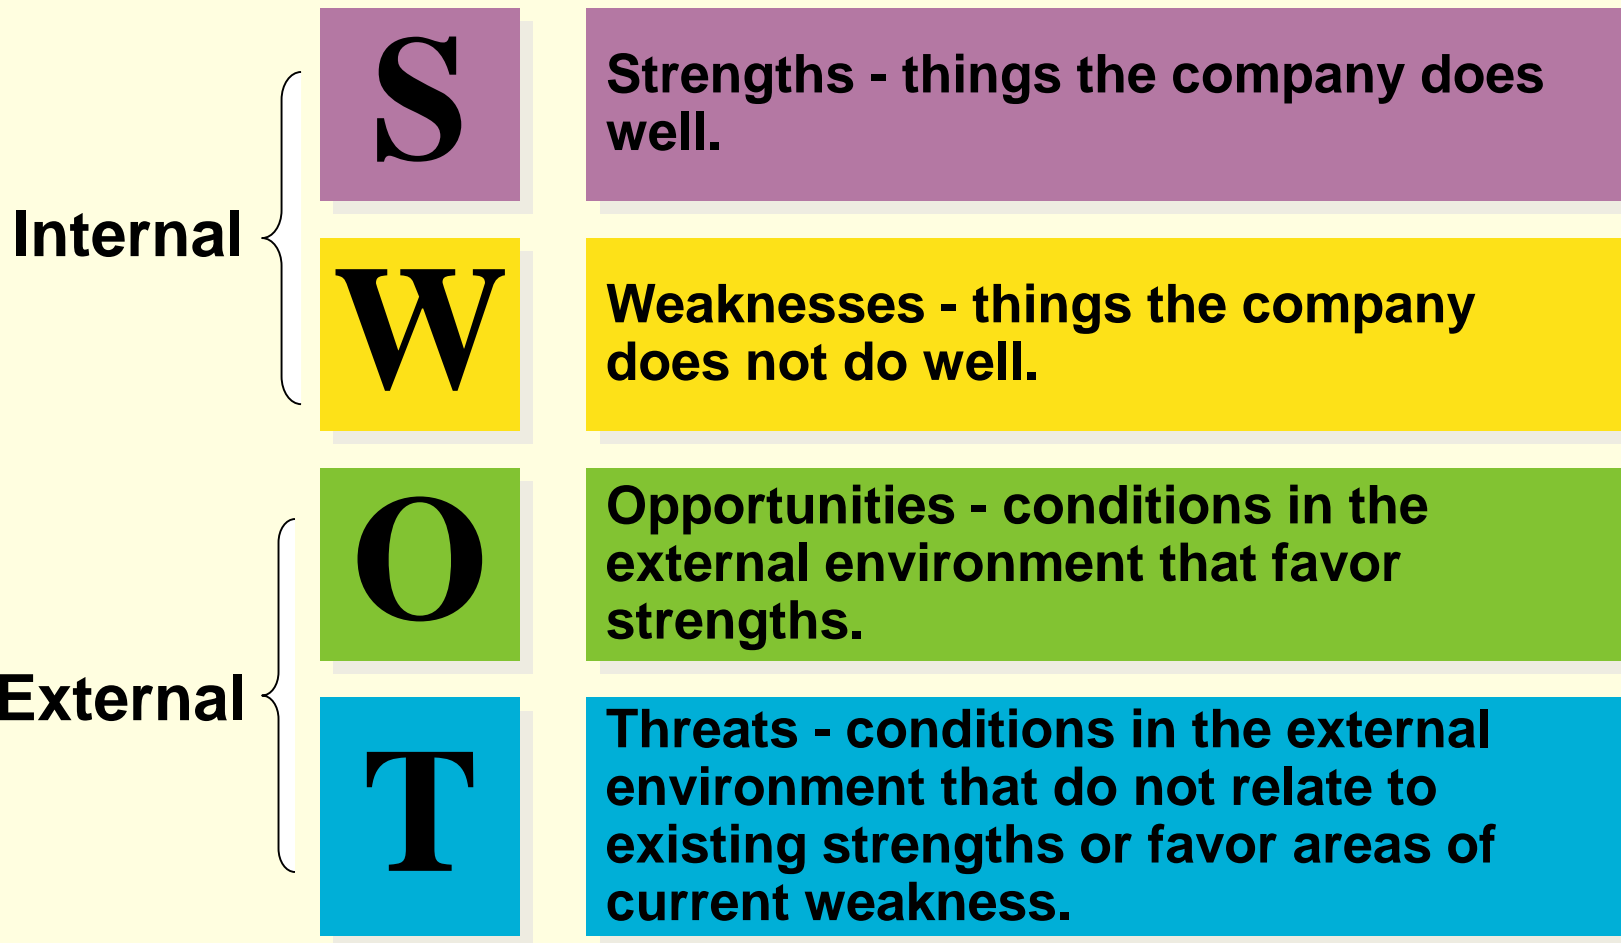 S
Strengths - things the company does
well.
Internal
W
Weaknesses - things the company
does not do well.
O
Opportunities - conditions in the
external environment that favor
strengths.
External
T
Threats - conditions in the external
environment that do not relate to
existing strengths or favor areas of
current weakness.